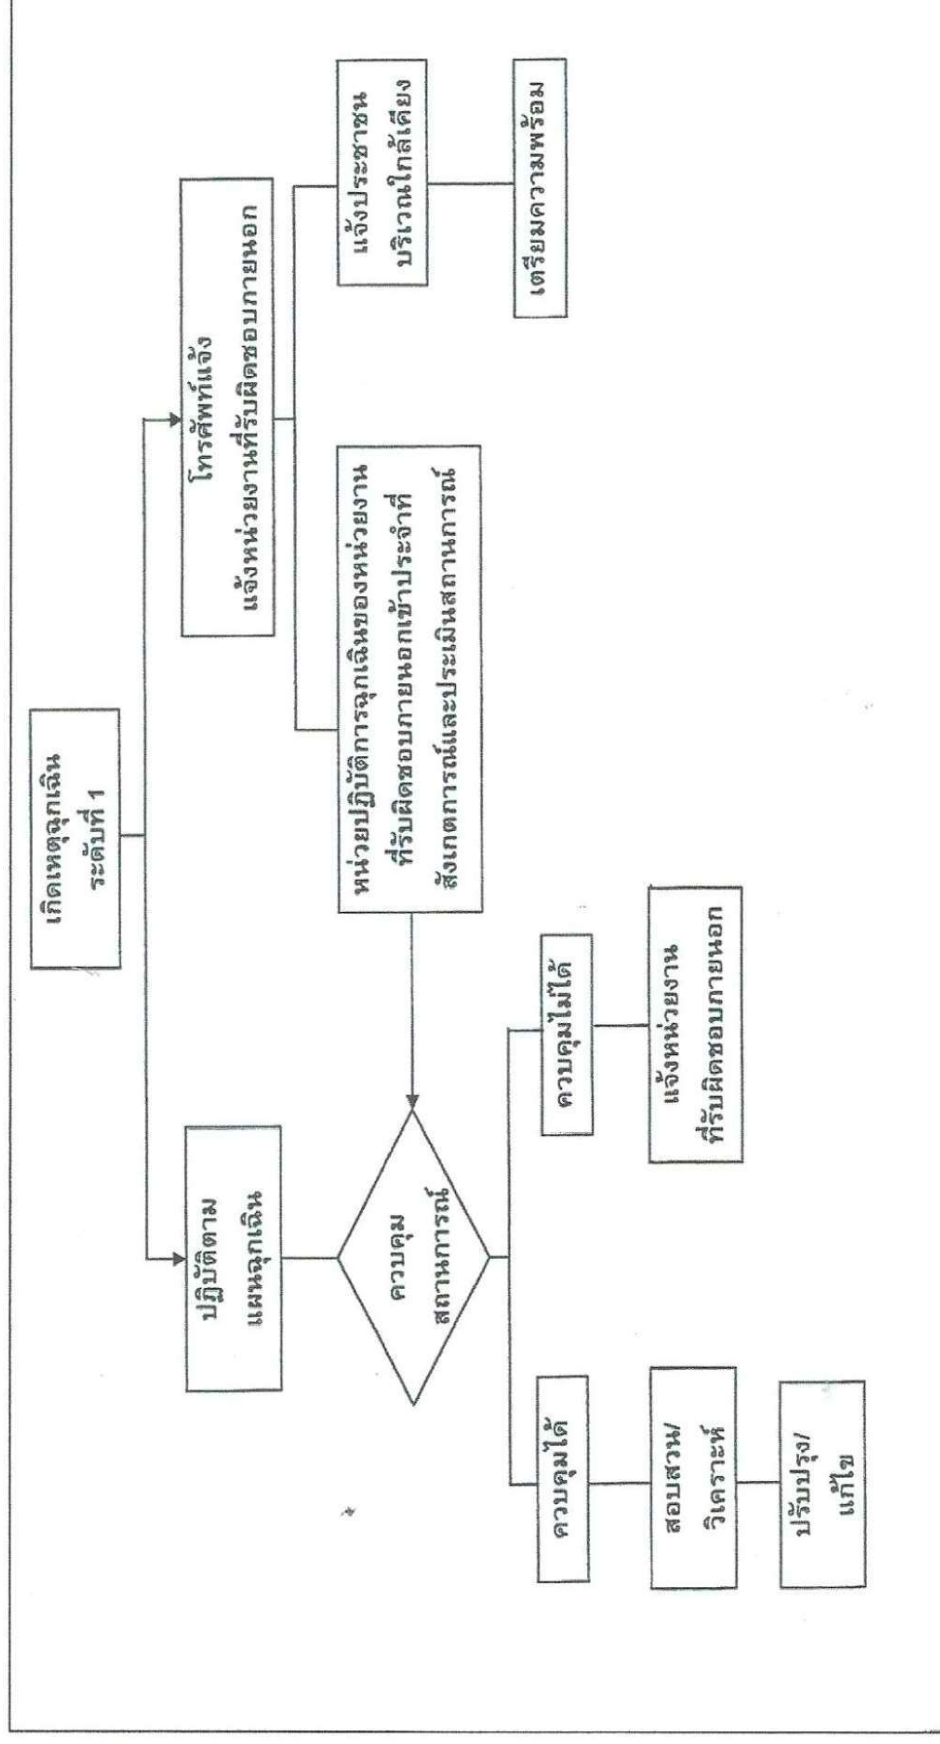 เกิดเหตุฉุกเฉิน
ระดับที่ 1
ปฏิบัติตาม
แผนฉุกเฉิน
โทรศัพท์แจ้ง
แจ้งหน่วยงานที่รับผิดชอบภายนอก
ควบคุม
สถานการณ์
หน่วยปฏิบัติการฉุกเฉินของหน่วยงาน
ที่รับผิดชอบภายนอกเข้าประจำที่
สังเกตการณ์และประเมินสถานการณ์
แจ้งประชาชน
บริเวณใกล้เคียง
เตรียมความพร้อม
ควบคุมได้
ควบคุมไม่ได้
สอบสวน/
วิเคราะห์
แจ้งหน่วยงาน
ที่รับผิดชอบภายนอก
ปรับปรุง/
แก้ไข